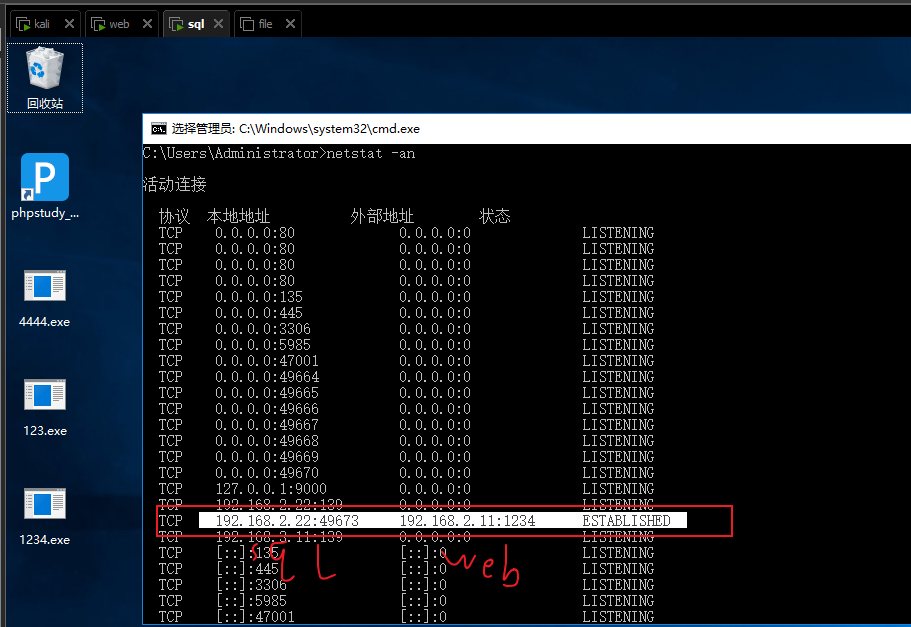 kali web sql file
回收站
P
phpstudy_...
4444.exe
123.exe
1234.exe
选择管理员: C:\Windows\system32\cmd.exe
C:\Users\Administrator>netstat -an
活动连接
协议 本地地址 外部地址 状态
TCP 0.0.0.0:80 0.0.0.0:0 LISTENING
TCP 0.0.0.0:80 0.0.0.0:0 LISTENING
TCP 0.0.0.0:80 0.0.0.0:0 LISTENING
TCP 0.0.0.0:80 0.0.0.0:0 LISTENING
TCP 0.0.0.0:135 0.0.0.0:0 LISTENING
TCP 0.0.0.0:445 0.0.0.0:0 LISTENING
TCP 0.0.0.0:3306 0.0.0.0:0 LISTENING
TCP 0.0.0.0:5985 0.0.0.0:0 LISTENING
TCP 0.0.0.0:47001 0.0.0.0:0 LISTENING
TCP 0.0.0.0:49664 0.0.0.0:0 LISTENING
TCP 0.0.0.0:49665 0.0.0.0:0 LISTENING
TCP 0.0.0.0:49666 0.0.0.0:0 LISTENING
TCP 0.0.0.0:49667 0.0.0.0:0 LISTENING
TCP 0.0.0.0:49668 0.0.0.0:0 LISTENING
TCP 0.0.0.0:49669 0.0.0.0:0 LISTENING
TCP 0.0.0.0:49670 0.0.0.0:0 LISTENING
TCP 127.0.0.1:9000 0.0.0.0:0 LISTENING
TCP 192.168.2.22:139 0.0.0.0:0 LISTENING
TCP 192.168.2.22:49673 192.168.2.11:1234 ESTABLISHED
TCP 192.168.3.11:139 0.0.0.0:0 LISTENING
TCP [::]:135 [::]:0 LISTENING
TCP [::]:445 [::]:0 LISTENING
TCP [::]:3306 [::]:0 LISTENING
TCP [::]:5985 [::]:0 LISTENING
TCP [::]:47001 [::]:0 LISTENING
sql web